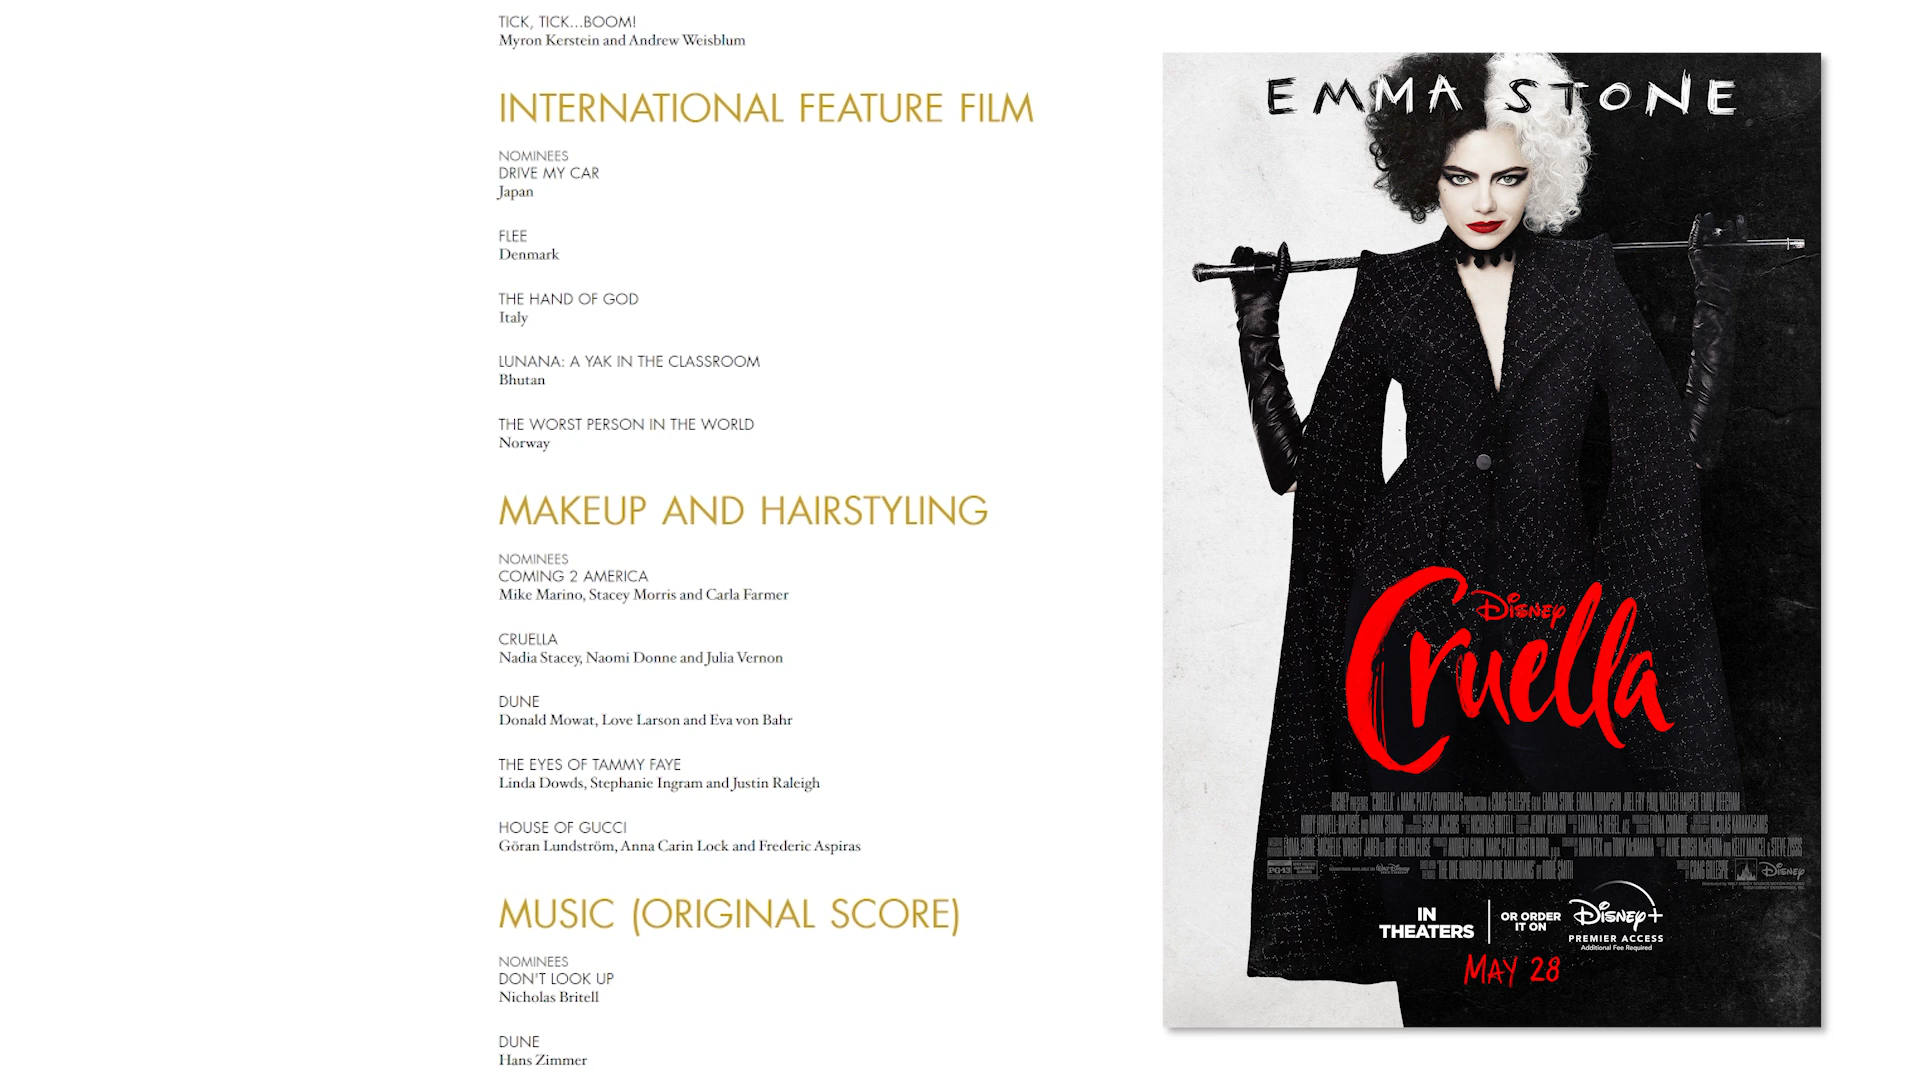 TICK, TICK...BOOM!
Myron Kerstein and Andrew Weisblum
INTERNATIONAL FEATURE FILM
NOMINEES
DRIVE MY CAR
Japan
FLEE
Denmark
THE HAND OF GOD
Italy
LUNANA: A YAK IN THE CLASSROOM
Bhutan
THE WORST PERSON IN THE WORLD
Norway
MAKEUP AND HAIRSTYLING
NOMINEES
COMING 2 AMERICA
Mike Marino, Stacey Morris and Carla Farmer
CRUELLA
Nadia Stacey, Naomi Donne and Julia Vernon
DUNE
Donald Mowat, Love Larson and Eva von Bahr
THE EYES OF TAMMY FAYE
Linda Dowds, Stephanie Ingram and Justin Raleigh
HOUSE OF GUCCI
Göran Lundström, Anna Carin Lock and Frederic Aspiras
MUSIC (ORIGINAL SCORE)
NOMINEES
DON'T LOOK UP
Nicholas Britell
DUNE
Hans Zimmer
EMMA STONE
DISNEY
Cruella
PG-13
DISNEY
IN THEATERS
OR ORDER IT ON
DISNEY+
PREMIER ACCESS
Additional Fee Required
MAY 28